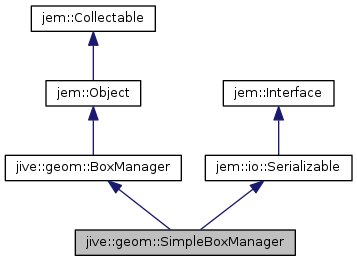 jem::Collectable
jem::Object
jem::Interface
jive::geom::BoxManager
jem::io::Serializable
jive::geom::SimpleBoxManager